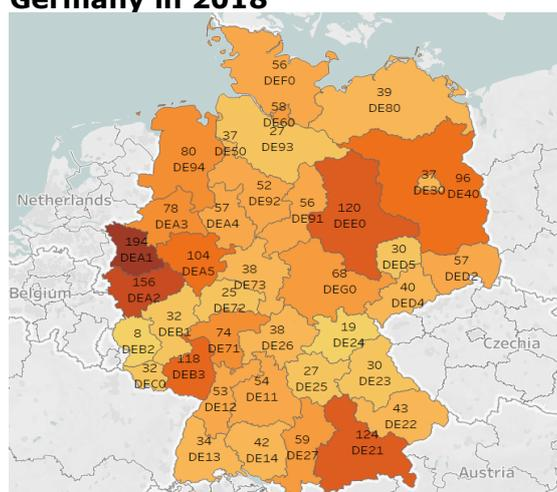 Germany in 2018
56
DEF0
39
DE80
58
DE60
37
DE50
27
DE93
80
DE94
37
DE30
96
DE40
52
DE92
Netherlands
78
DEA3
57
DEA4
56
DE91
120
DEE0
194
DEA1
104
DEA5
30
DED5
57
DED2
156
DEA2
38
DE73
68
DEG0
40
DED4
Belgium
25
DE72
32
DEB1
8
DEB2
74
DE71
38
DE26
19
DE24
Czechia
118
DEB3
32
DEC0
27
DE25
30
DE23
53
DE12
54
DE11
43
DE22
34
DE13
42
DE14
59
DE27
124
DE21
Austria